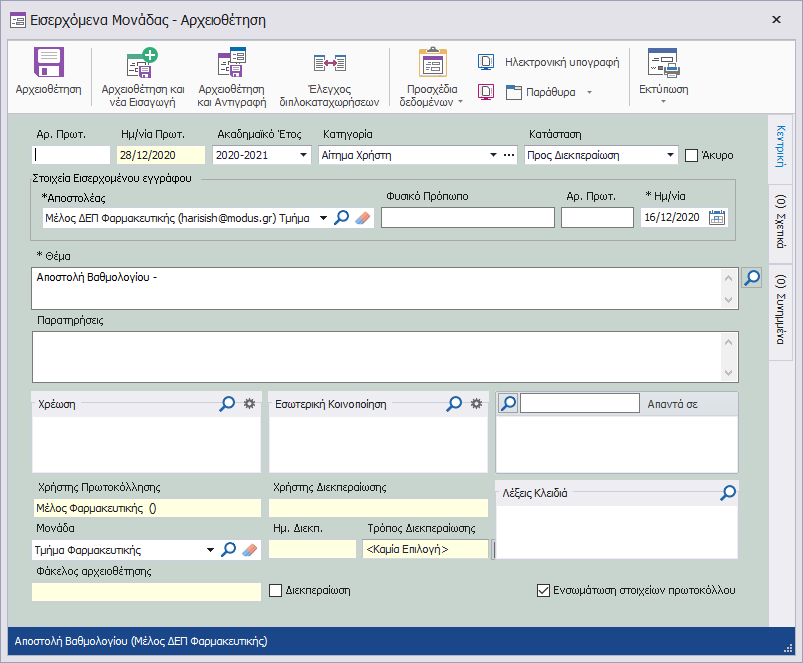 Εισερχόμενα Μονάδας - Αρχειοθέτηση
Αρχειοθέτηση
Αρχειοθέτηση και νέα Εισαγωγή
Αρχειοθέτηση και Αντιγραφή
Έλεγχος διπλοκαταχωρήσεων
Προσχέδια δεδομένων
Ηλεκτρονική υπογραφή
Παράθυρα
Εκτύπωση
Αρ. Πρωτ.
Ημ/νία Πρωτ.
Ακαδημαϊκό Έτος
Κατηγορία
Κατάσταση
28/12/2020
2020-2021
Αίτημα Χρήστη
Προς Διεκπεραίωση
Άκυρο
Στοιχεία Εισερχομένου εγγράφου
*Αποστολέας
Φυσικό Πρόπωπο
Αρ. Πρωτ.
* Ημ/νία
Μέλος ΔΕΠ Φαρμακευτικής (harisish@modus.gr) Τμήμα
16/12/2020
* Θέμα
Αποστολή Βαθμολογίου -
Παρατηρήσεις
Χρέωση
Εσωτερική Κοινοποίηση
Απαντά σε
Χρήστης Πρωτοκόλλησης
Χρήστης Διεκπεραίωσης
Λέξεις Κλειδιά
Μέλος Φαρμακευτικής ()
Μονάδα
Ημ. Διεκπ.
Τρόπος Διεκπεραίωσης
Τμήμα Φαρμακευτικής
<Καμία Επιλογή>
Φάκελος αρχειοθέτησης
Διεκπεραίωση
Ενσωμάτωση στοιχείων πρωτοκόλλου
Κεντρική
(0) Σχετικά
(0) Συνημμένα
Αποστολή Βαθμολογίου (Μέλος ΔΕΠ Φαρμακευτικής)